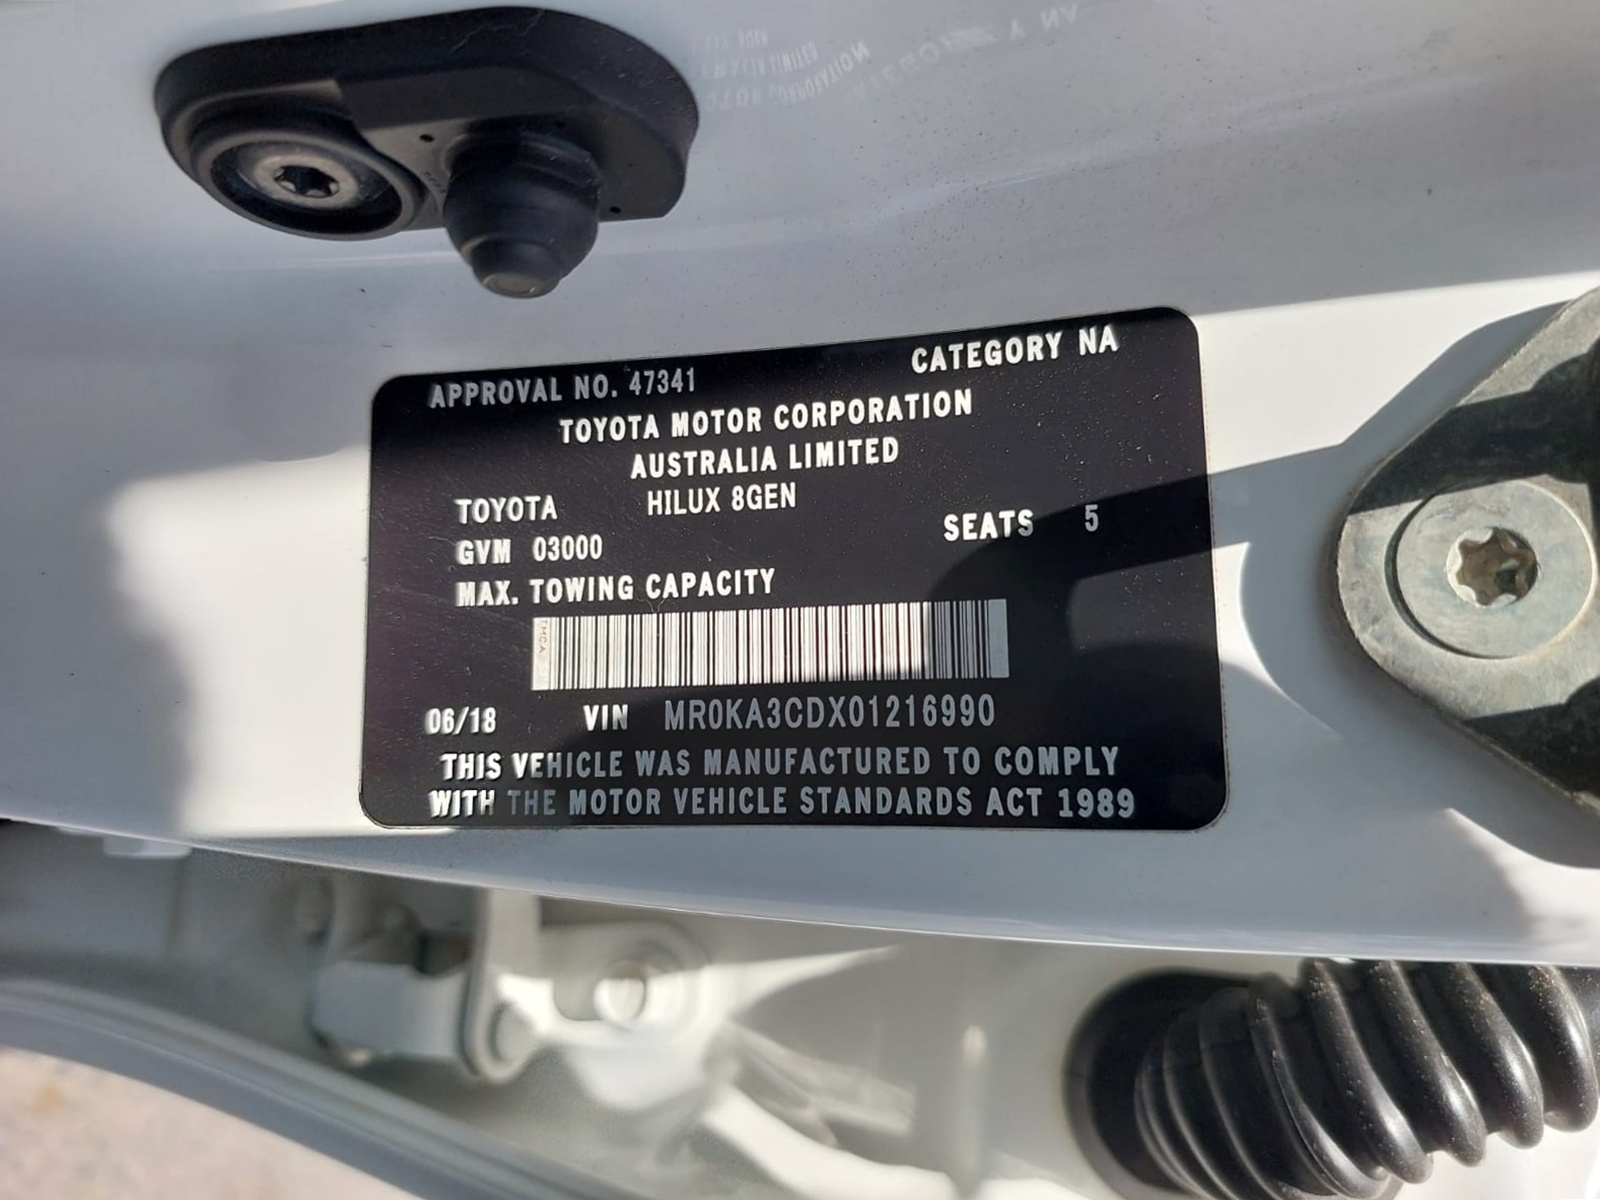 APPROVAL NO. 47341 CATEGORY NA
TOYOTA MOTOR CORPORATION
AUSTRALIA LIMITED
TOYOTA HILUX 8GEN
GVM 03000 SEATS 5
MAX. TOWING CAPACITY
06/18 VIN MR0KA3CDX01216990
THIS VEHICLE WAS MANUFACTURED TO COMPLY
WITH THE MOTOR VEHICLE STANDARDS ACT 1989